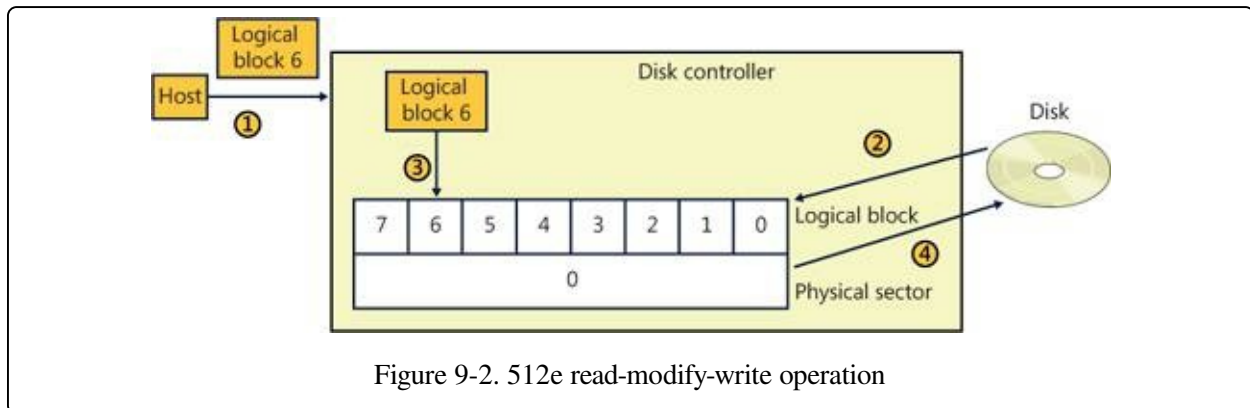 Logical
block 6
Host
1
Disk controller
Logical
block 6
3
2
Disk
7 6 5 4 3 2 1 0
Logical block
4
0
Physical sector
Figure 9-2. 512e read-modify-write operation